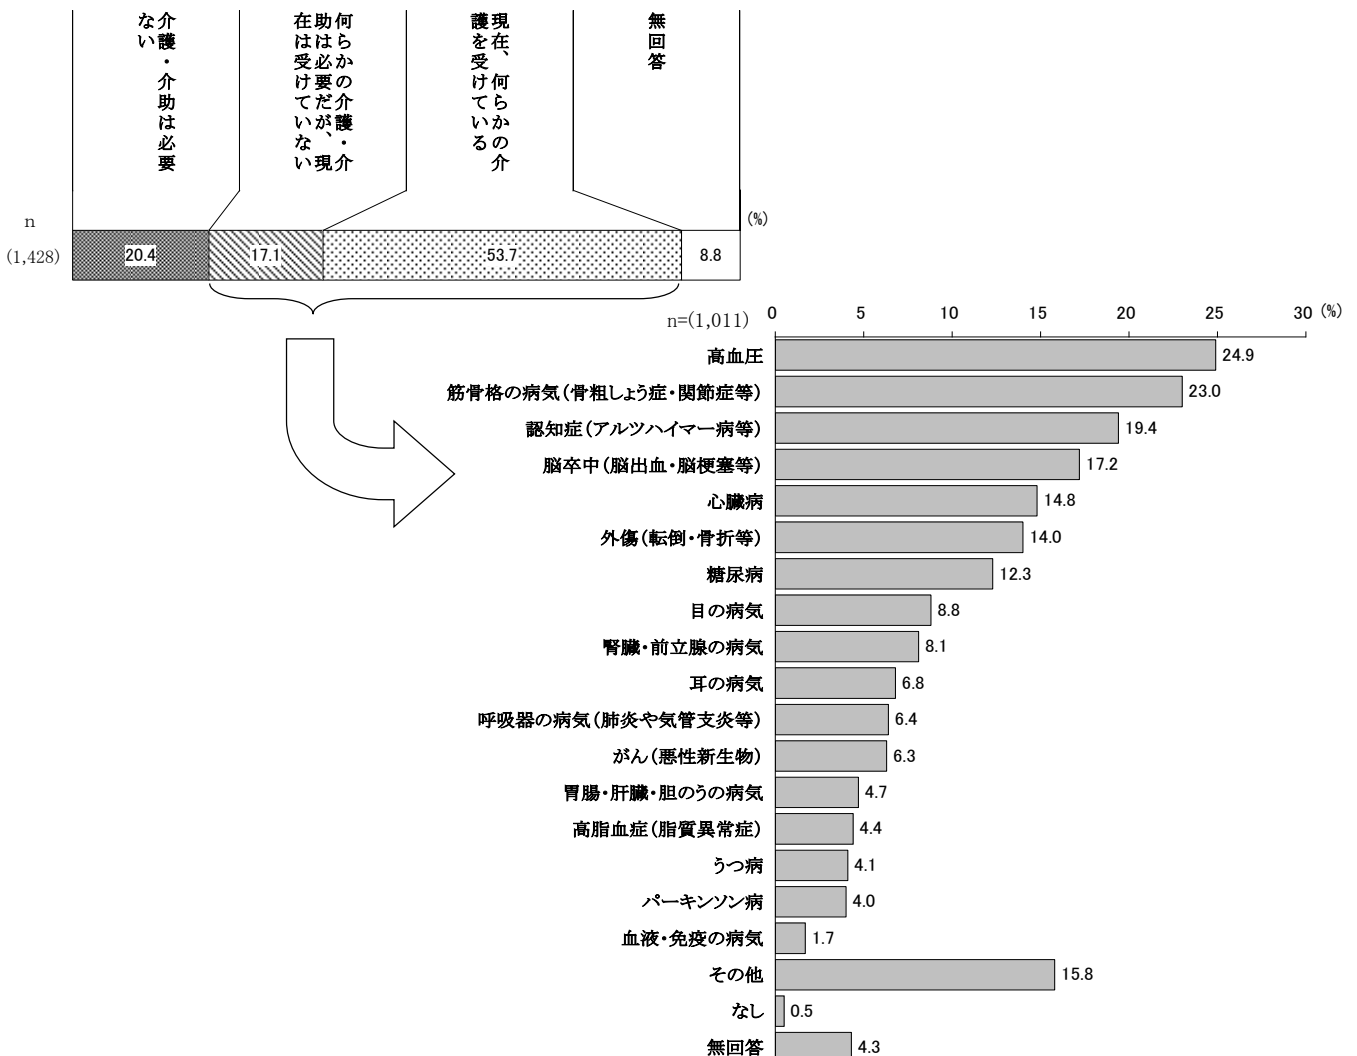 介護・介助は必要
ない
何らかの介護・介
助は必要だが、現
在は受けていない
現在、何らかの介
護を受けている
無回答
(%)
n
(1,428)
20.4
17.1
53.7
8.8
n=(1,011)
0
5
10
15
20
25
30
(%)
高血圧
24.9
筋骨格の病気(骨粗しょう症・関節症等)
23.0
認知症(アルツハイマー病等)
19.4
脳卒中(脳出血・脳梗塞等)
17.2
心臓病
14.8
外傷(転倒・骨折等)
14.0
糖尿病
12.3
目の病気
8.8
腎臓・前立腺の病気
8.1
耳の病気
6.8
呼吸器の病気(肺炎や気管支炎等)
6.4
がん(悪性新生物)
6.3
胃腸・肝臓・胆のうの病気
4.7
高脂血症(脂質異常症)
4.4
うつ病
4.1
パーキンソン病
4.0
血液・免疫の病気
1.7
その他
15.8
なし
0.5
無回答
4.3